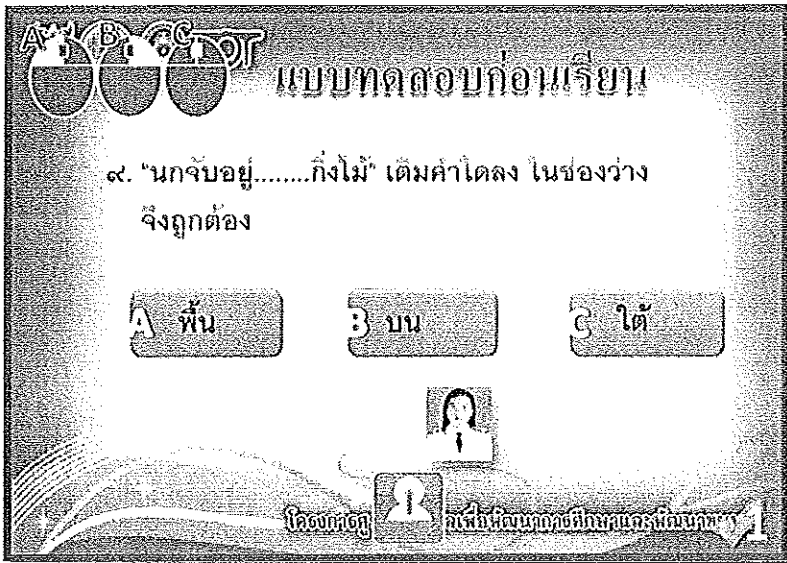 A B C
แบบทดสอบก่อนเรียน
๙. "นกจับอยู่........กิ่งไม้" เติมคำใดลง ในช่องว่าง
จึงถูกต้อง
A พื้น B บน C ใต้